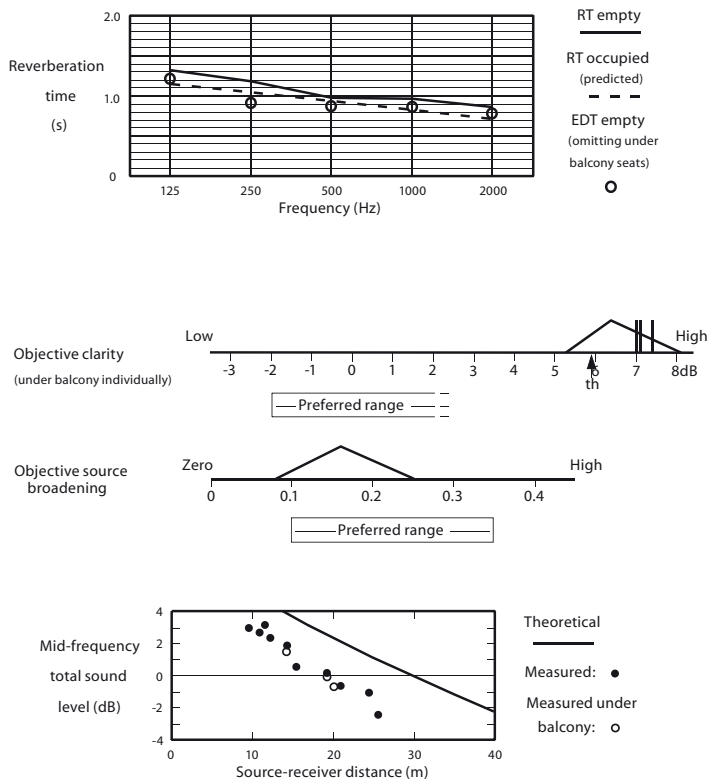 2.0
Reverberation
time
(s)
1.0
0
125 250 500 1000 2000
Frequency (Hz)
RT empty
RT occupied
(predicted)
EDT empty
(omitting under
balcony seats)
Low High
Objective clarity
(under balcony individually)
-3 -2 -1 0 1 2 3 4 5 6 7 8dB
th
Preferred range
Zero High
Objective source
broadening
0 0.1 0.2 0.3 0.4
Preferred range
4
Mid-frequency
2
total sound
0
level (dB)
-2
-4
0 10 20 30 40
Source-receiver distance (m)
Theoretical
Measured:
Measured under
balcony: